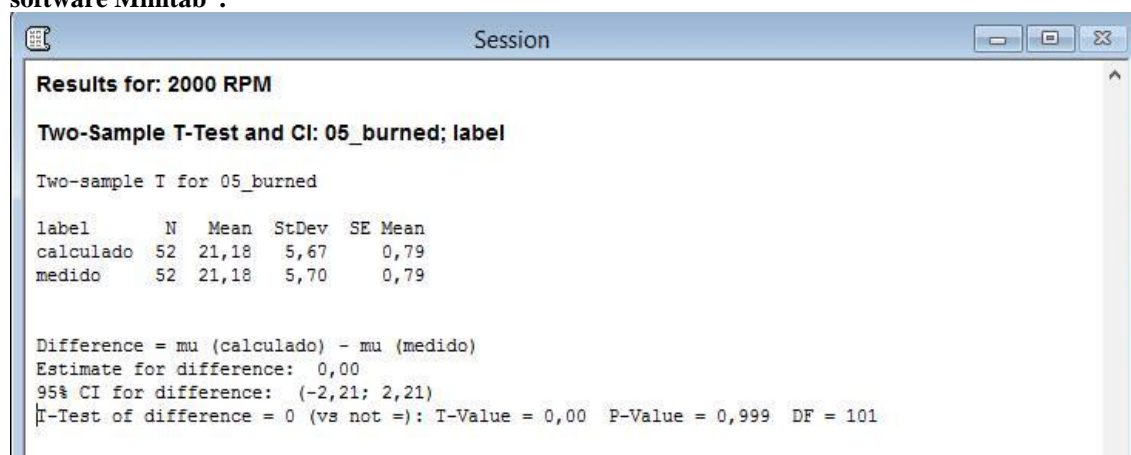 software Minitab :
Session
Results for: 2000 RPM
Two-Sample T-Test and CI: 05_burned; label
Two-sample T for 05_burned
label N Mean StDev SE Mean
calculado 52 21,18 5,67 0,79
medido 52 21,18 5,70 0,79
Difference = mu (calculado) - mu (medido)
Estimate for difference: 0,00
95% CI for difference: (-2,21; 2,21)
T-Test of difference = 0 (vs not =): T-Value = 0,00 P-Value = 0,999 DF = 101